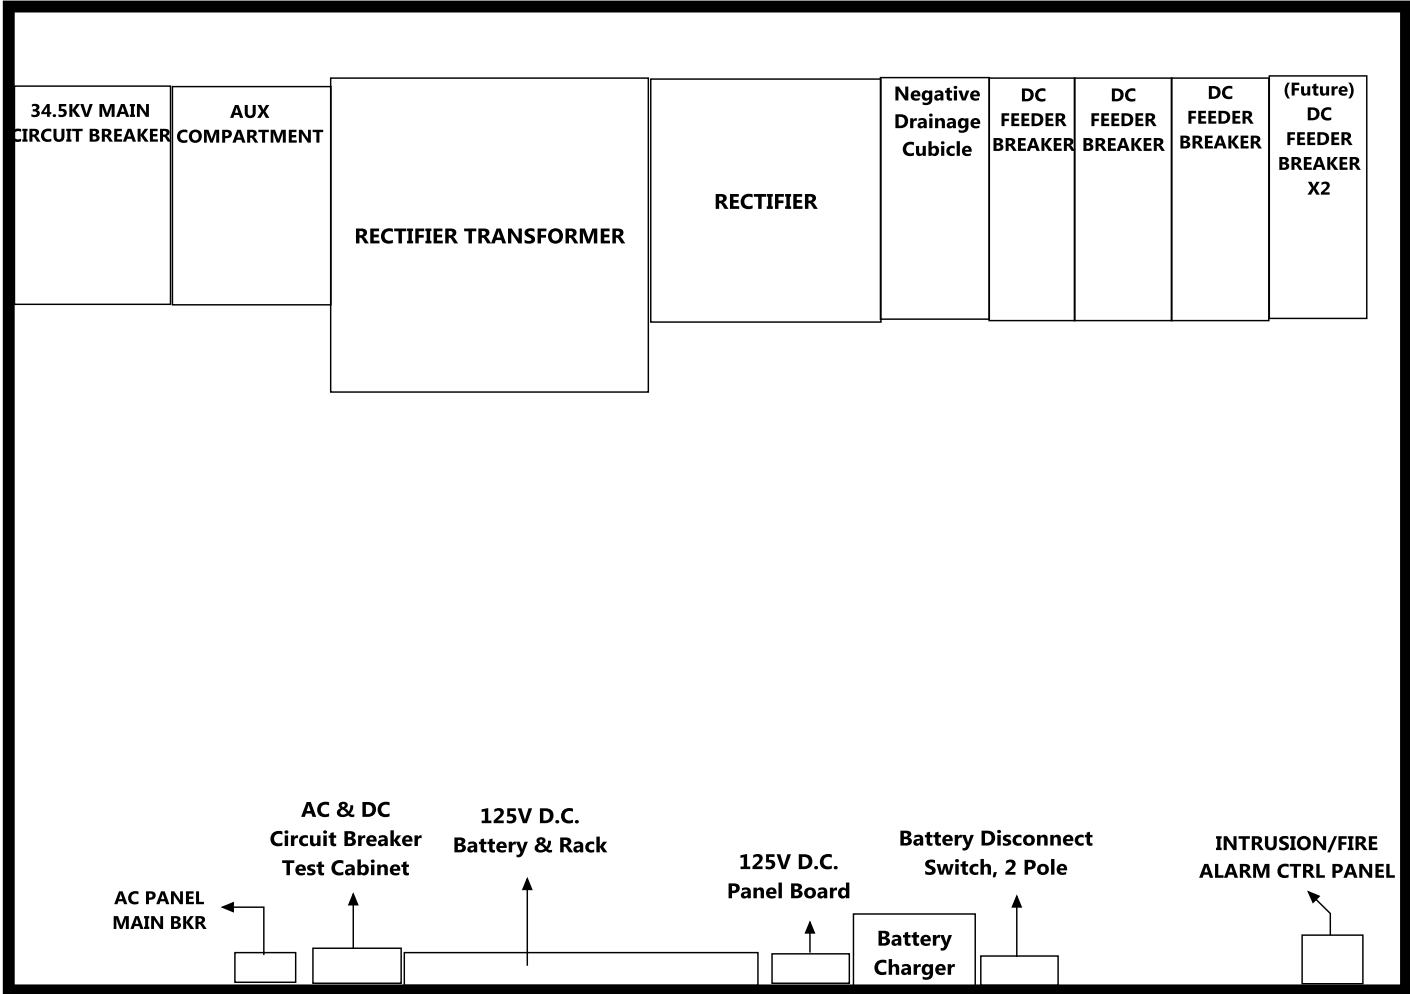 34.5KV MAIN
CIRCUIT BREAKER
AUX
COMPARTMENT
RECTIFIER TRANSFORMER
RECTIFIER
Negative
Drainage
Cubicle
DC
FEEDER
BREAKER
DC
FEEDER
BREAKER
DC
FEEDER
BREAKER
(Future)
DC
FEEDER
BREAKER
X2
AC PANEL
MAIN BKR
AC & DC
Circuit Breaker
Test Cabinet
125V D.C.
Battery & Rack
125V D.C.
Panel Board
Battery
Charger
Battery Disconnect
Switch, 2 Pole
INTRUSION/FIRE
ALARM CTRL PANEL